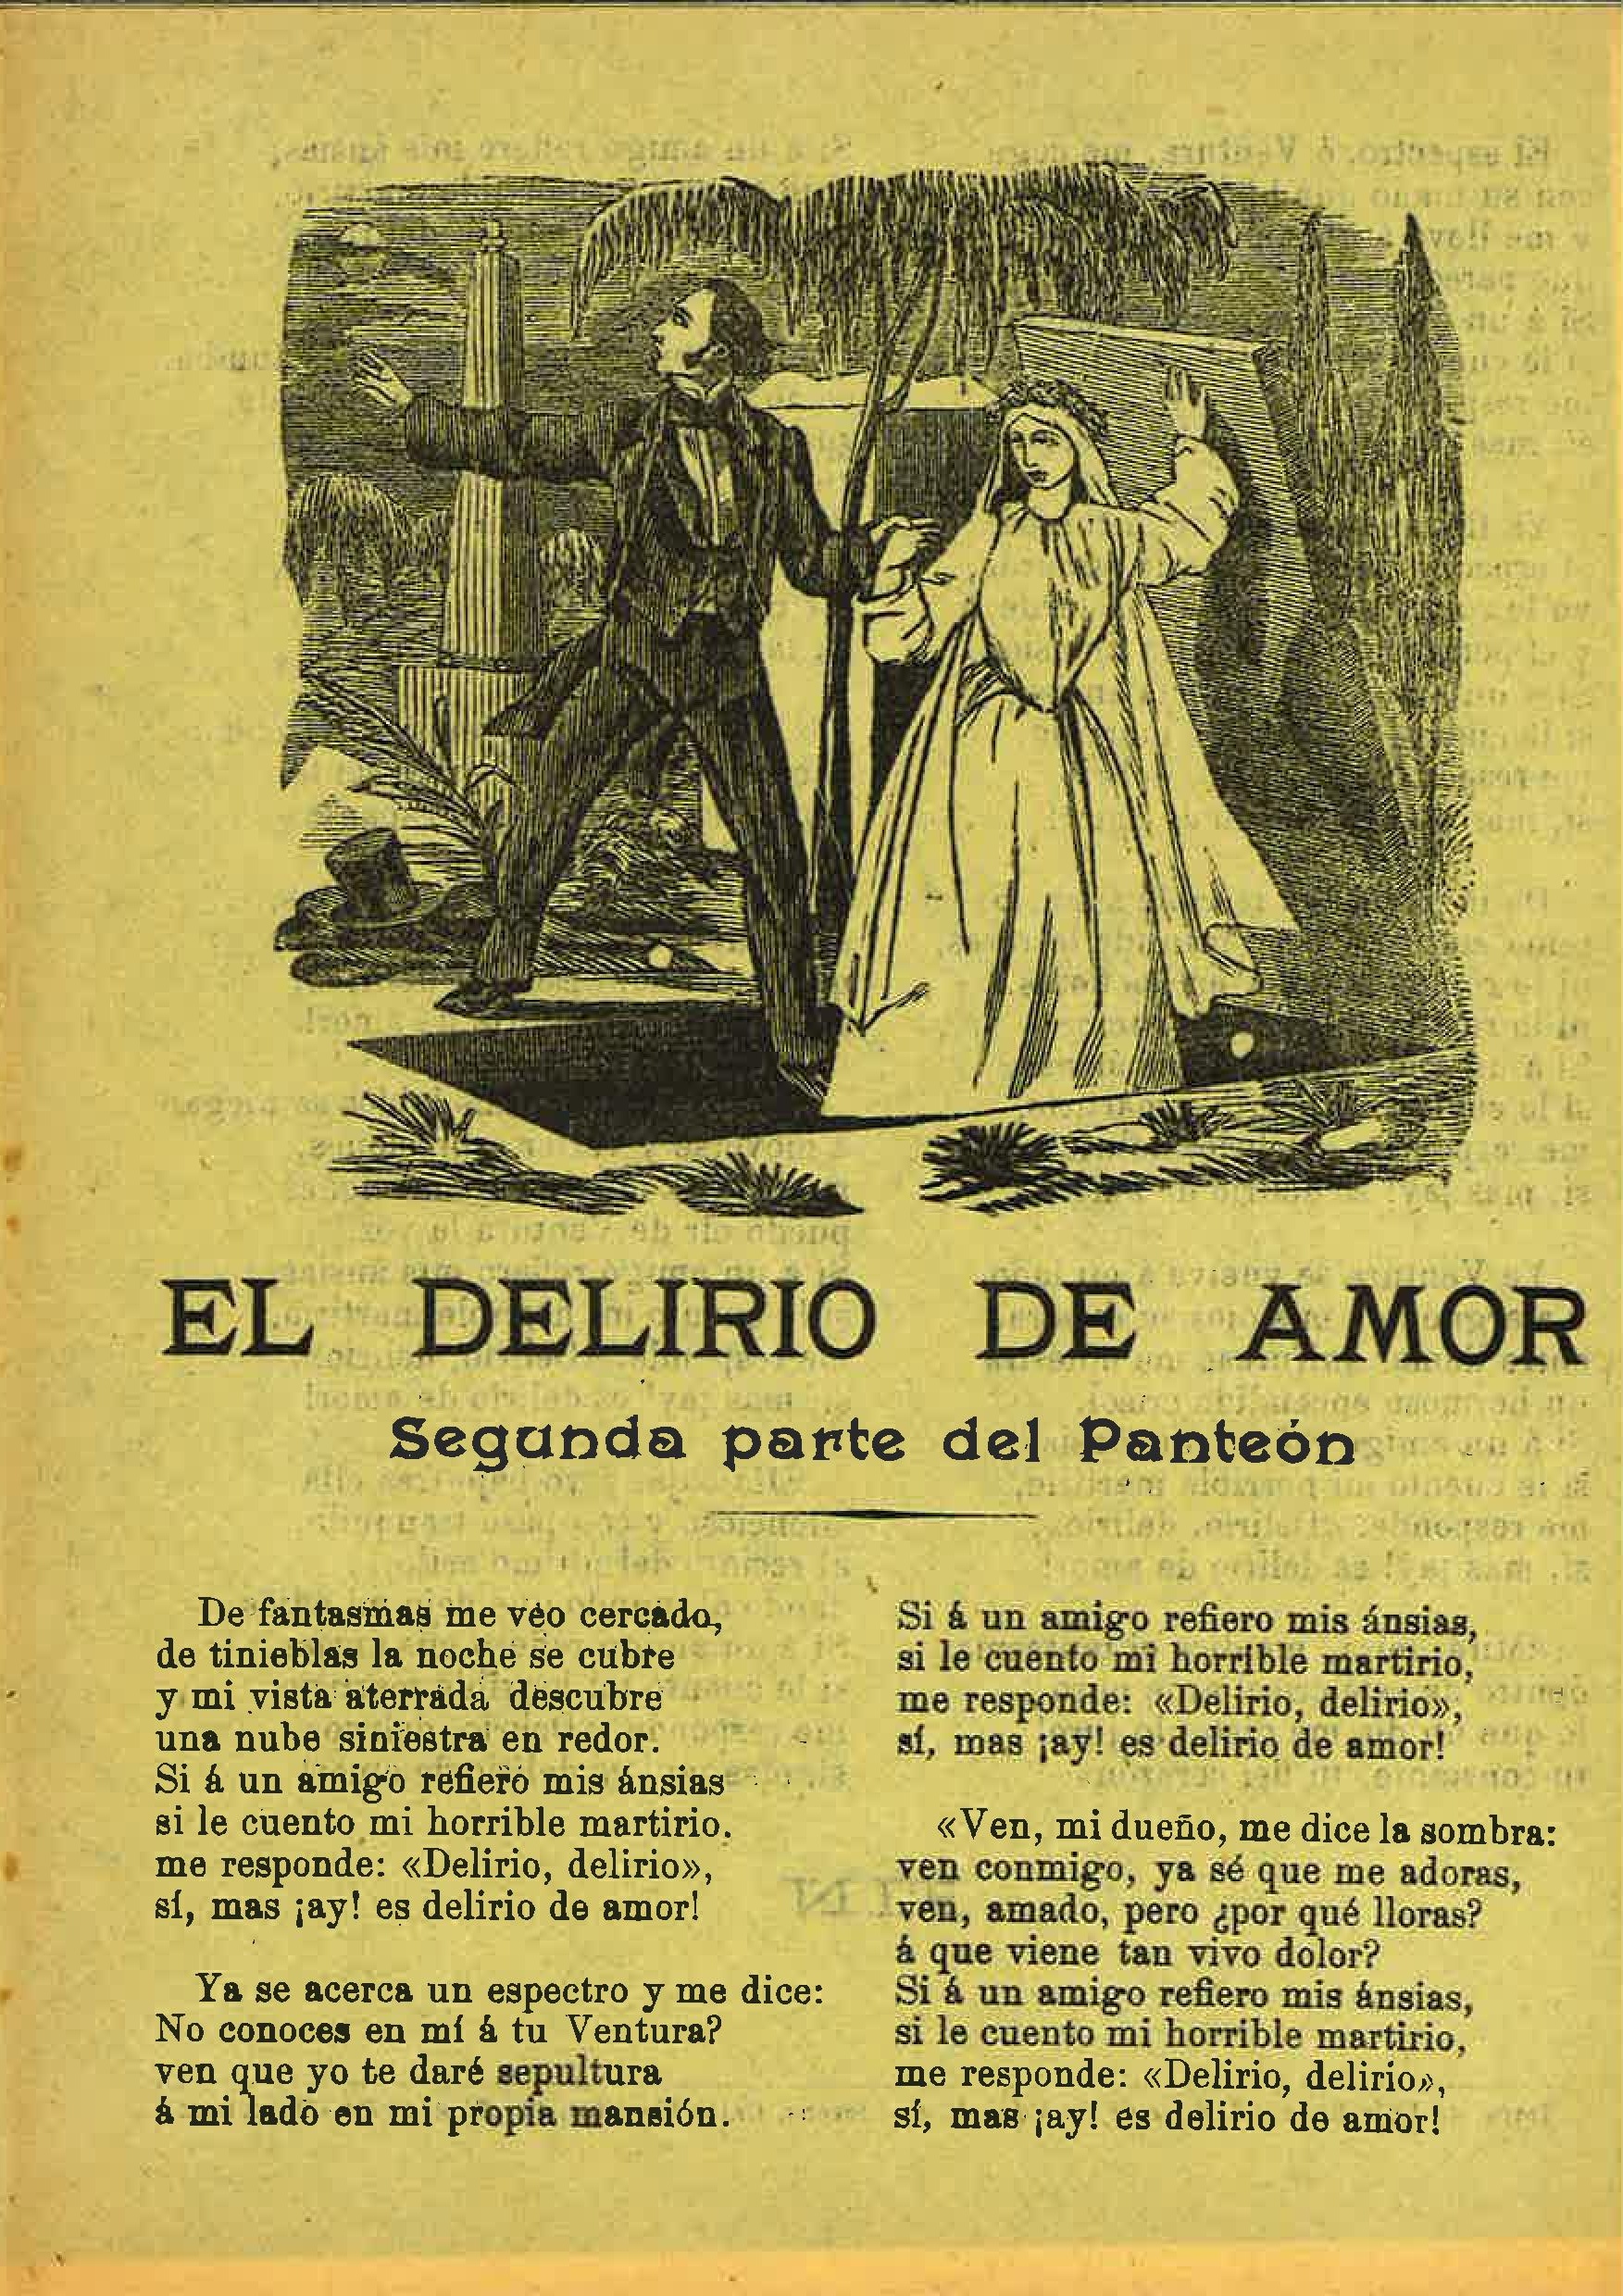 EL DELIRIO DE AMOR
Segunda parte del Panteón
De fantasmas me veo cercado,
de tinieblas la noche se cubre
y mi vista aterrada descubre
una nube siniestra en redor.
Si á un amigo refiero mis ánsias
si le cuento mi horrible martirio.
me responde: «Delirio, delirio»,
sí, mas ¡ay! es delirio de amor!
Ya se acerca un espectro y me dice:
No conoces en mí á tu Ventura?
ven que yo te daré sepultura
á mi lado en mi propia mansión.
Si á un amigo refiero mis ánsias,
si le cuento mi horrible martirio,
me responde: «Delirio, delirio»,
sí, mas ¡ay! es delirio de amor!
«Ven, mi dueño, me dice la sombra:
ven conmigo, ya sé que me adoras,
ven, amado, pero ¿por qué lloras?
á que viene tan vivo dolor?
Si á un amigo refiero mis ánsias,
si le cuento mi horrible martirio,
me responde: «Delirio, delirio»,
sí, mas ¡ay! es delirio de amor!